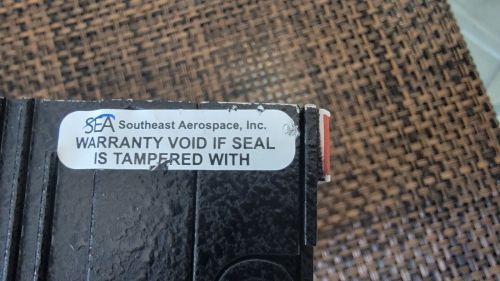 SEA Southeast Aerospace, Inc.
WARRANTY VOID IF SEAL
IS TAMPERED WITH